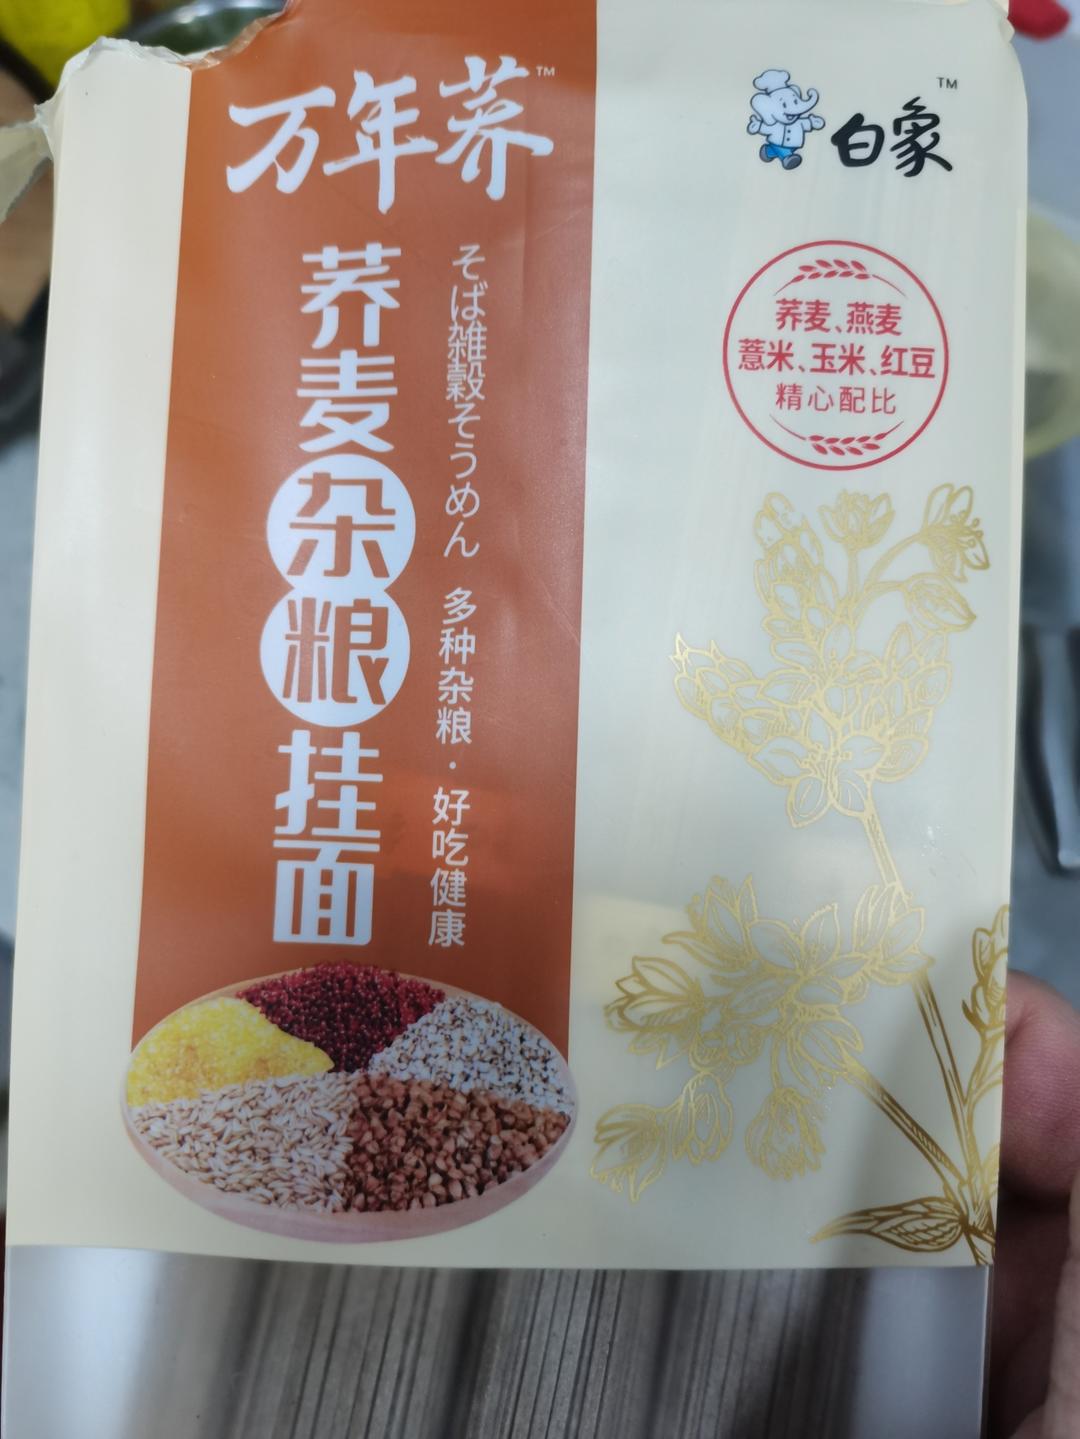 万年荞™
白象™
荞麦、燕麦
薏米、玉米、红豆
精心配比
荞麦杂粮挂面
そば雑穀そうめん 多种杂粮·好吃健康